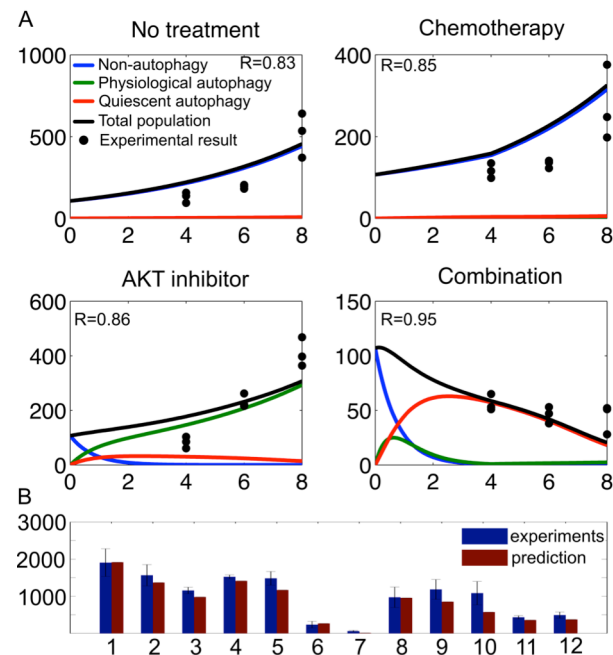 A
No treatment
Chemotherapy
1000
R=0.83
Non-autophagy
Physiological autophagy
Quiescent autophagy
Total population
Experimental result
500
0
0 2 4 6 8
400
R=0.85
200
0
0 2 4 6 8
AKT inhibitor
Combination
600
R=0.86
400
200
0
0 2 4 6 8
150
R=0.95
100
50
0
0 2 4 6 8
B
3000
experiments
prediction
2000
1000
1 2 3 4 5 6 7 8 9 10 11 12